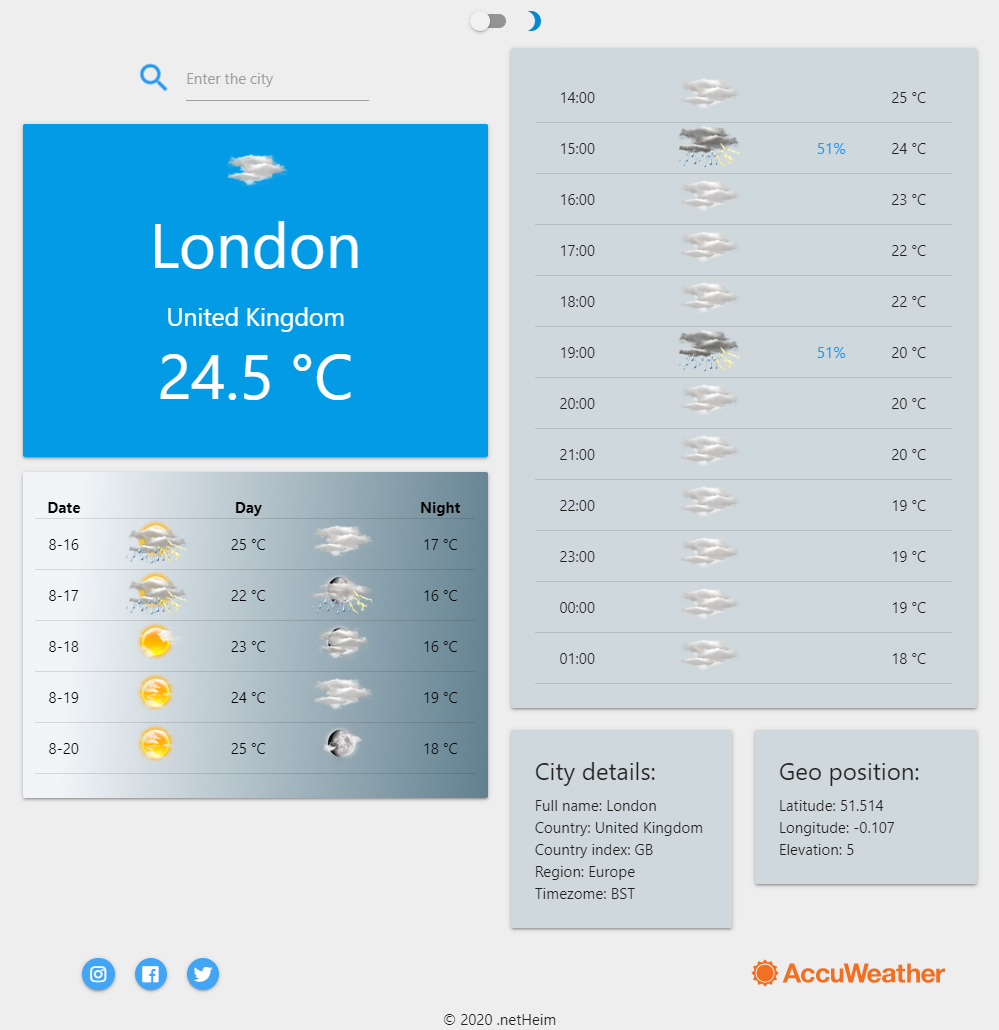 Enter the city
London
United Kingdom
24.5 °C
Date Day Night
8-16 25 °C 17 °C
8-17 22 °C 16 °C
8-18 23 °C 16 °C
8-19 24 °C 19 °C
8-20 25 °C 18 °C
14:00 25 °C
15:00 51% 24 °C
16:00 23 °C
17:00 22 °C
18:00 22 °C
19:00 51% 20 °C
20:00 20 °C
21:00 20 °C
22:00 19 °C
23:00 19 °C
00:00 19 °C
01:00 18 °C
City details:
Full name: London
Country: United Kingdom
Country index: GB
Region: Europe
Timezome: BST
Geo position:
Latitude: 51.514
Longitude: -0.107
Elevation: 5
AccuWeather
© 2020 .netHeim